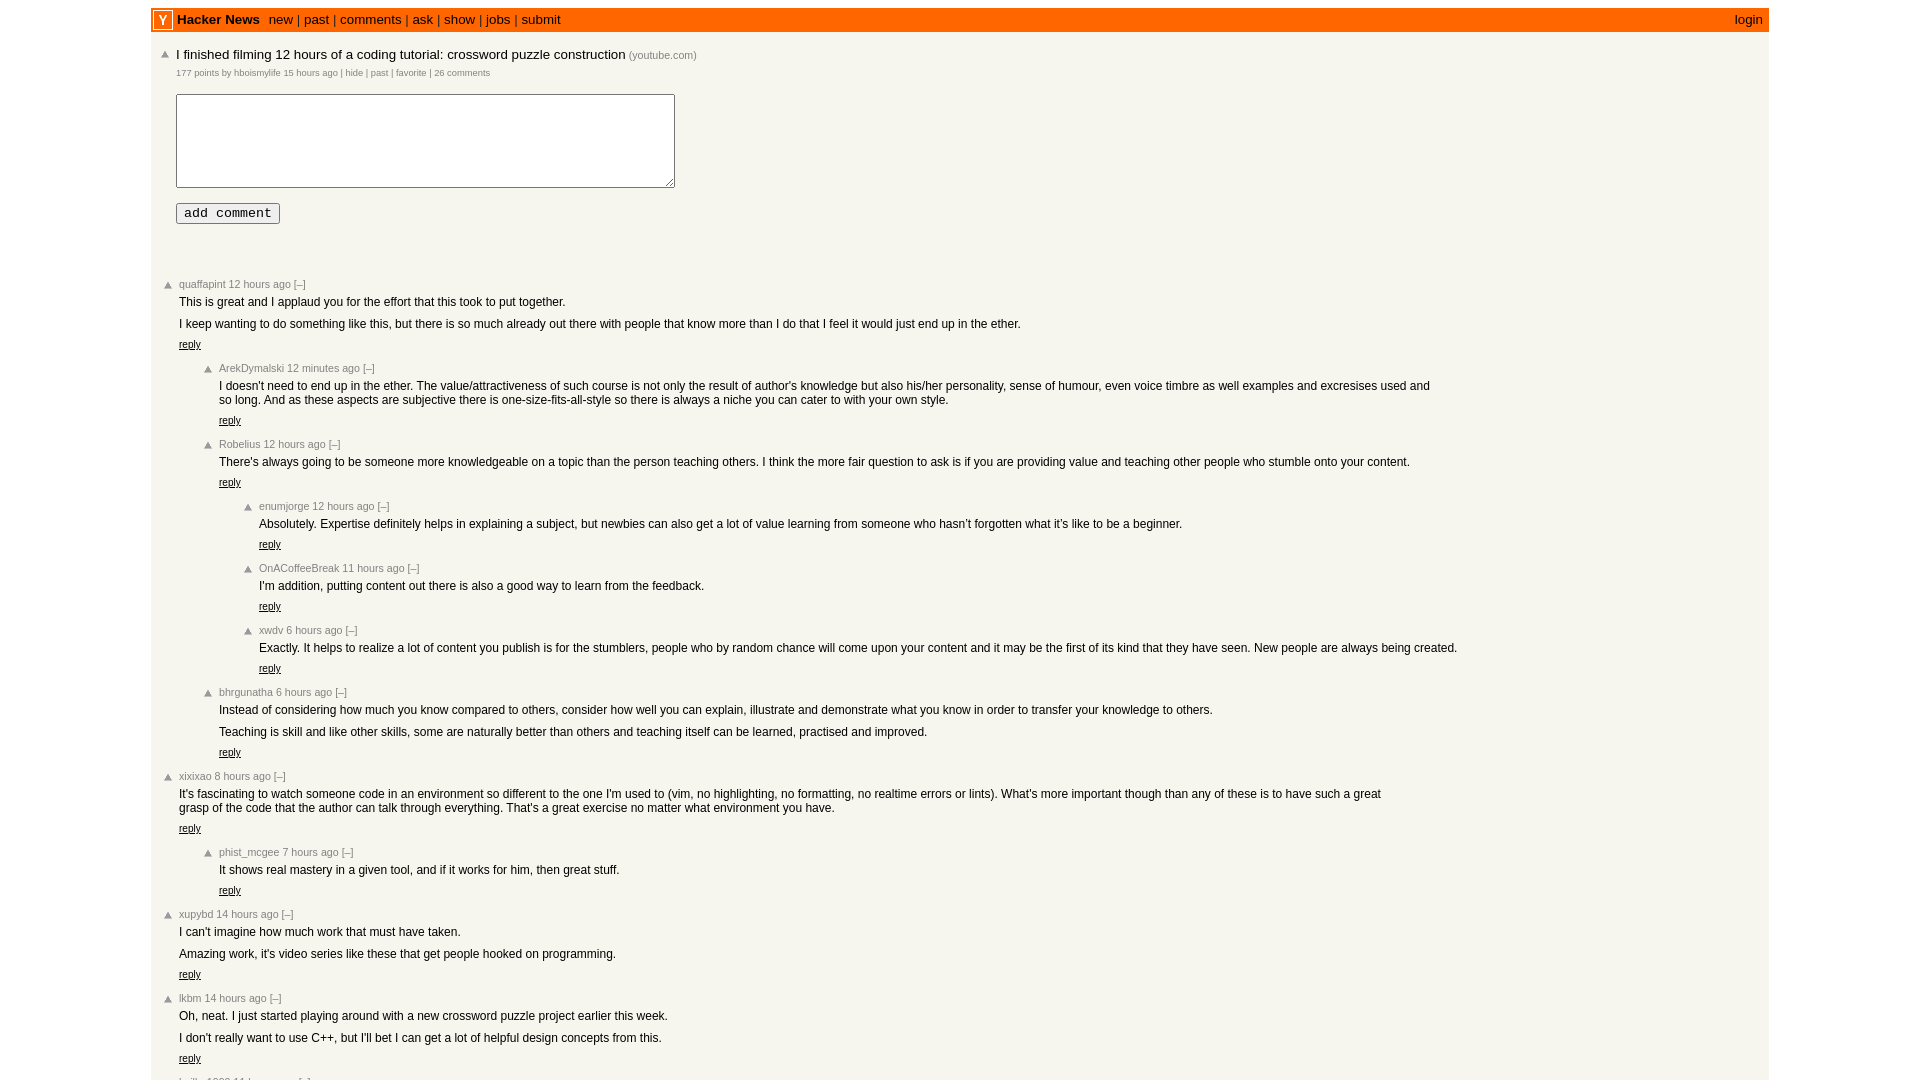 Y Hacker News new | past | comments | ask | show | jobs | submit login
I finished filming 12 hours of a coding tutorial: crossword puzzle construction (youtube.com)
177 points by hboismylife 15 hours ago | hide | past | favorite | 26 comments
add comment
quaffapint 12 hours ago [–]
This is great and I applaud you for the effort that this took to put together.
I keep wanting to do something like this, but there is so much already out there with people that know more than I do that I feel it would just end up in the ether.
reply
ArekDymalski 12 minutes ago [–]
I doesn't need to end up in the ether. The value/attractiveness of such course is not only the result of author's knowledge but also his/her personality, sense of humour, even voice timbre as well examples and excresises used and
so long. And as these aspects are subjective there is one-size-fits-all-style so there is always a niche you can cater to with your own style.
reply
Robelius 12 hours ago [–]
There's always going to be someone more knowledgeable on a topic than the person teaching others. I think the more fair question to ask is if you are providing value and teaching other people who stumble onto your content.
reply
enumjorge 12 hours ago [–]
Absolutely. Expertise definitely helps in explaining a subject, but newbies can also get a lot of value learning from someone who hasn’t forgotten what it’s like to be a beginner.
reply
OnACoffeeBreak 11 hours ago [–]
I'm addition, putting content out there is also a good way to learn from the feedback.
reply
xwdv 6 hours ago [–]
Exactly. It helps to realize a lot of content you publish is for the stumblers, people who by random chance will come upon your content and it may be the first of its kind that they have seen. New people are always being created.
reply
bhrgunatha 6 hours ago [–]
Instead of considering how much you know compared to others, consider how well you can explain, illustrate and demonstrate what you know in order to transfer your knowledge to others.
Teaching is skill and like other skills, some are naturally better than others and teaching itself can be learned, practised and improved.
reply
xixixao 8 hours ago [–]
It's fascinating to watch someone code in an environment so different to the one I'm used to (vim, no highlighting, no formatting, no realtime errors or lints). What's more important though than any of these is to have such a great
grasp of the code that the author can talk through everything. That's a great exercise no matter what environment you have.
reply
phist_mcgee 7 hours ago [–]
It shows real mastery in a given tool, and if it works for him, then great stuff.
reply
xupybd 14 hours ago [–]
I can't imagine how much work that must have taken.
Amazing work, it's video series like these that get people hooked on programming.
reply
lkbm 14 hours ago [–]
Oh, neat. I just started playing around with a new crossword puzzle project earlier this week.
I don't really want to use C++, but I'll bet I can get a lot of helpful design concepts from this.
reply